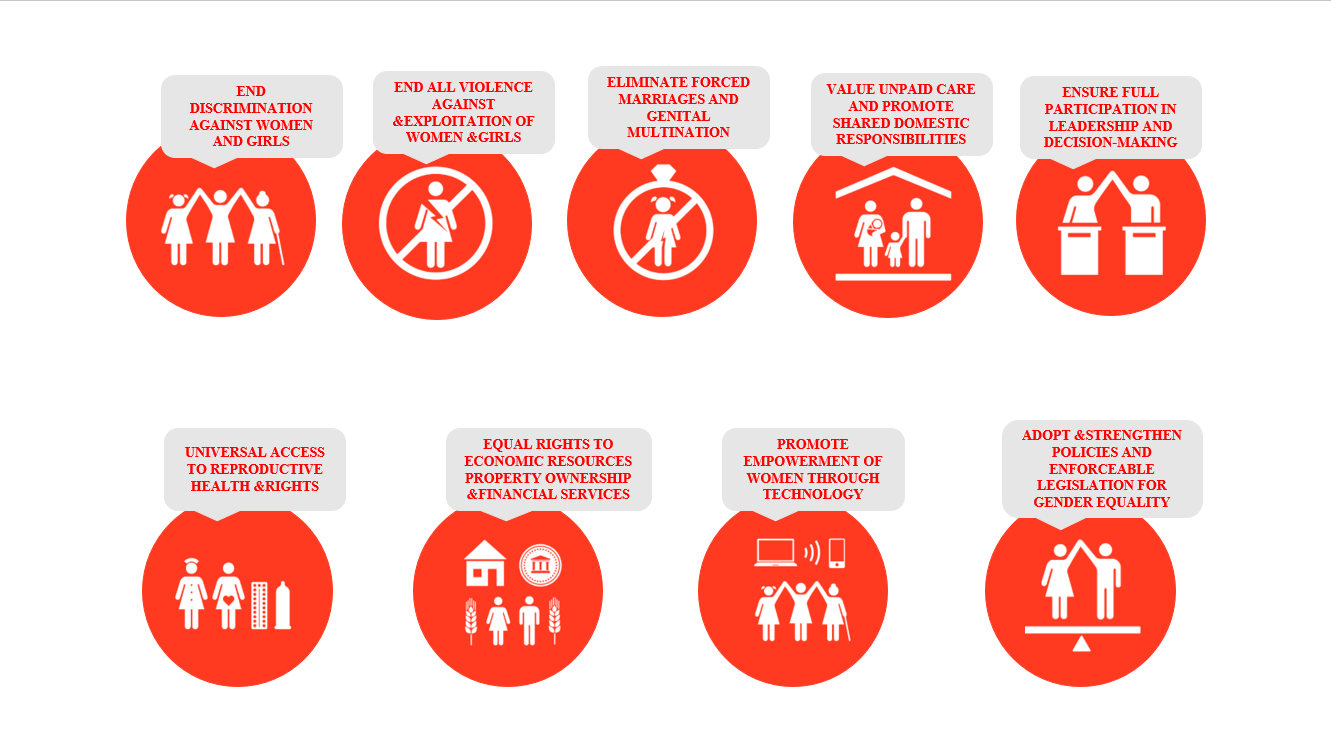 END
DISCRIMINATION
AGAINST WOMEN
AND GIRLS
END ALL VIOLENCE
AGAINST
&EXPLOITATION OF
WOMEN &GIRLS
ELIMINATE FORCED
MARRIAGES AND
GENITAL
MULTINATION
VALUE UNPAID CARE
AND PROMOTE
SHARED DOMESTIC
RESPONSIBILITIES
ENSURE FULL
PARTICIPATION IN
LEADERSHIP AND
DECISION-MAKING
UNIVERSAL ACCESS
TO REPRODUCTIVE
HEALTH &RIGHTS
EQUAL RIGHTS TO
ECONOMIC RESOURCES
PROPERTY OWNERSHIP
&FINANCIAL SERVICES
PROMOTE
EMPOWERMENT OF
WOMEN THROUGH
TECHNOLOGY
ADOPT &STRENGTHEN
POLICIES AND
ENFORCEABLE
LEGISLATION FOR
GENDER EQUALITY